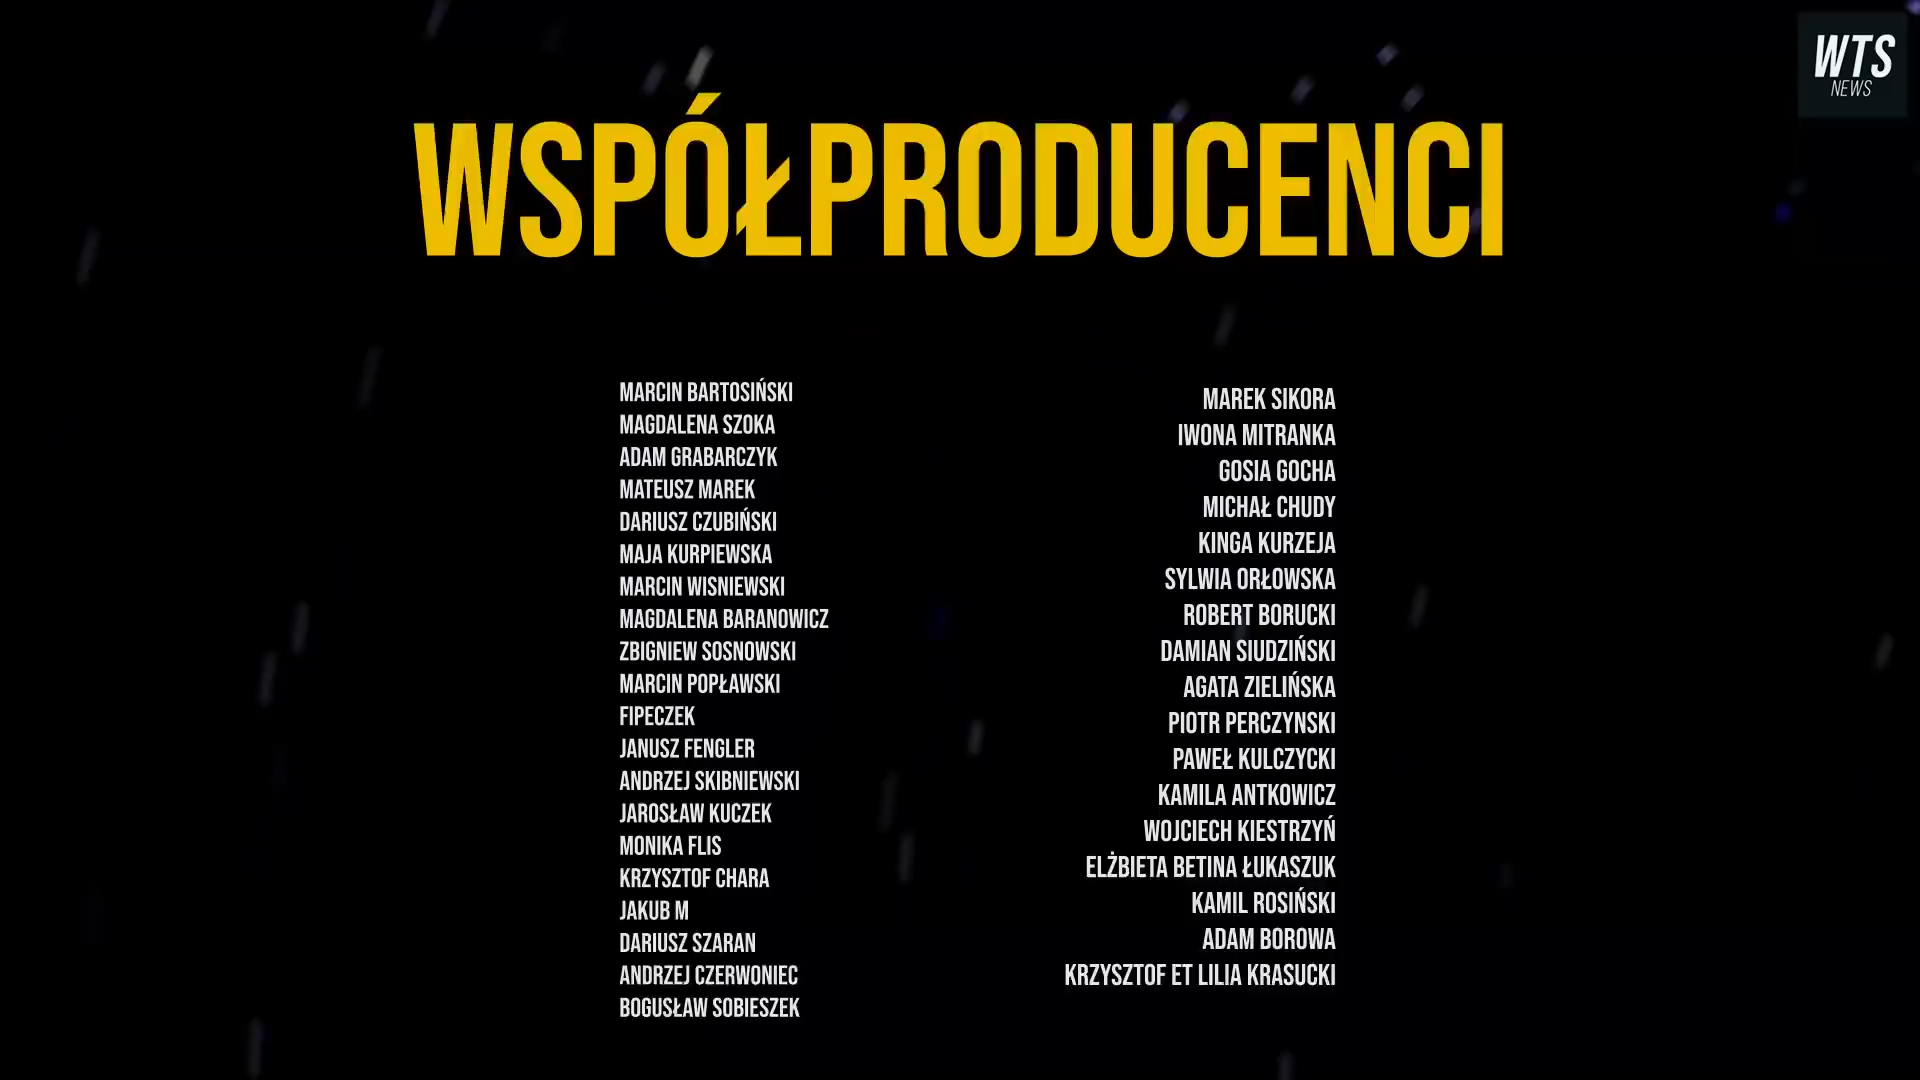 WTS
NEWS
WSPÓŁPRODUCENCI
MARCIN BARTOSIŃSKI
MAGDALENA SZOKA
ADAM GRABARCZYK
MATEUSZ MAREK
DARIUSZ CZUBIŃSKI
MAJA KURPIEWSKA
MARCIN WISNIEWSKI
MAGDALENA BARANOWICZ
ZBIGNIEW SOSNOWSKI
MARCIN POPŁAWSKI
FIPECZEK
JANUSZ FENGLER
ANDRZEJ SKIBNIEWSKI
JAROSŁAW KUCZEK
MONIKA FLIS
KRZYSZTOF CHARA
JAKUB M
DARIUSZ SZARAN
ANDRZEJ CZERWONIEC
BOGUSŁAW SOBIESZEK
MAREK SIKORA
IWONA MITRANKA
GOSIA GOCHA
MICHAŁ CHUDY
KINGA KURZEJA
SYLWIA ORŁOWSKA
ROBERT BORUCKI
DAMIAN SIUDZIŃSKI
AGATA ZIELIŃSKA
PIOTR PERCZYNSKI
PAWEŁ KULCZYCKI
KAMILA ANTKOWICZ
WOJCIECH KIESTRZYŃ
ELŻBIETA BETINA ŁUKASZUK
KAMIL ROSIŃSKI
ADAM BOROWA
KRZYSZTOF ET LILIA KRASUCKI